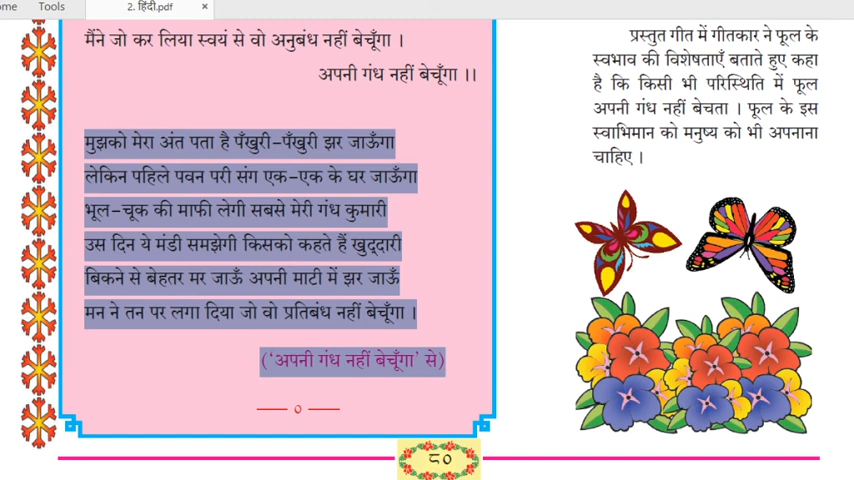 ome
Tools
2. हिंदी.pdf
×
मैंने जो कर लिया स्वयं से वो अनुबंध नहीं बेचूँगा ।
अपनी गंध नहीं बेचूँगा ।।
मुझको मेरा अंत पता है पँखुरी-पँखुरी झर जाऊँगा
लेकिन पहिले पवन परी संग एक-एक के घर जाऊँगा
भूल-चूक की माफी लेगी सबसे मेरी गंध कुमारी
उस दिन ये मंडी समझेगी किसको कहते हैं खुद्दारी
बिकने से बेहतर मर जाऊँ अपनी माटी में झर जाऊँ
मन ने तन पर लगा दिया जो वो प्रतिबंध नहीं बेचूँगा ।
(‘अपनी गंध नहीं बेचूँगा’ से)
०
प्रस्तुत गीत में गीतकार ने फूल के
स्वभाव की विशेषताएँ बताते हुए कहा
है कि किसी भी परिस्थिति में फूल
अपनी गंध नहीं बेचता । फूल के इस
स्वाभिमान को मनुष्य को भी अपनाना
चाहिए ।
८०